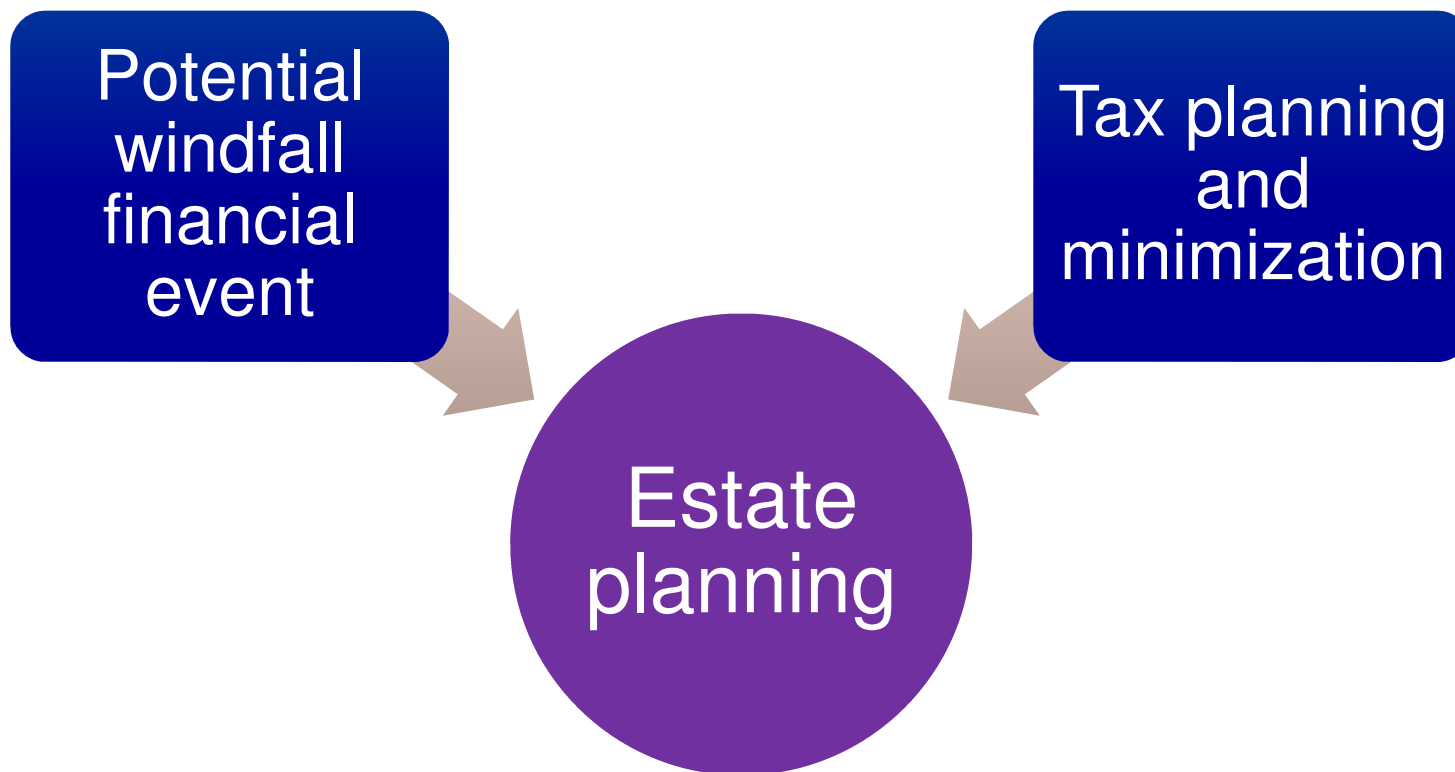 Potential
windfall
financial
event
Tax planning
and
minimization
Estate
planning